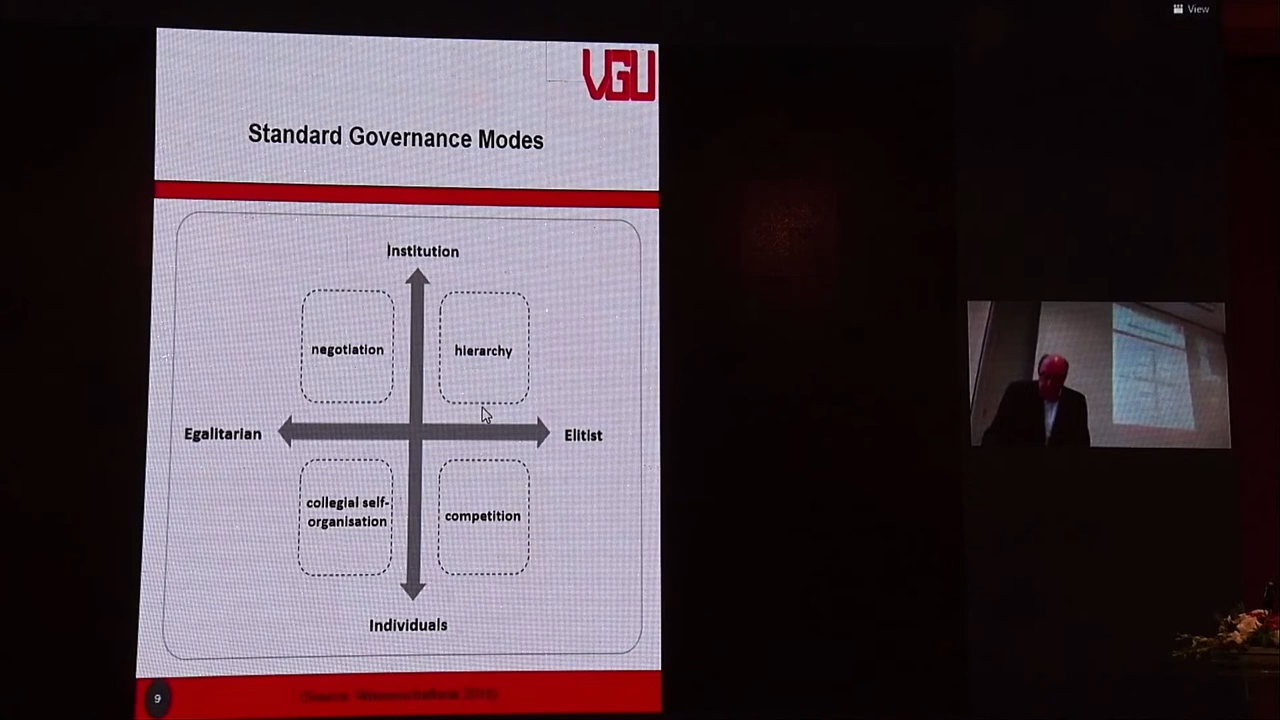 View
VGU
Standard Governance Modes
Institution
negotiation
hierarchy
Egalitarian
Elitist
collegial self-
organisation
competition
Individuals
9